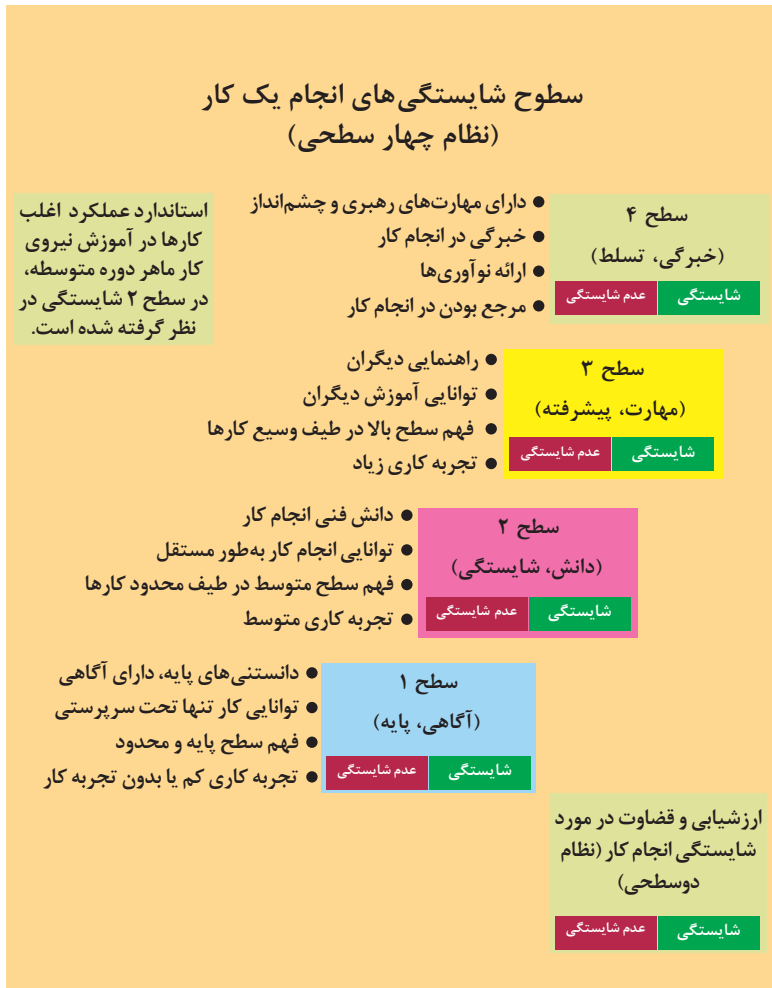 سطوح شایستگی‌های انجام یک کار
(نظام چهار سطحی)
سطح ۴
(خبرگی، تسلط)
شایستگی
عدم شایستگی
● دارای مهارت‌های رهبری و چشم‌انداز
● خبرگی در انجام کار
● ارائه نوآوری‌ها
● مرجع بودن در انجام کار
استاندارد عملکرد اغلب
کارها در آموزش نیروی
کار ماهر دوره متوسطه،
در سطح ۲ شایستگی در
نظر گرفته شده است.
سطح ۳
(مهارت، پیشرفته)
شایستگی
عدم شایستگی
● راهنمایی دیگران
● توانایی آموزش دیگران
● فهم سطح بالا در طیف وسیع کارها
● تجربه کاری زیاد
سطح ۲
(دانش، شایستگی)
شایستگی
عدم شایستگی
● دانش فنی انجام کار
● توانایی انجام کار به‌طور مستقل
● فهم سطح متوسط در طیف محدود کارها
● تجربه کاری متوسط
سطح ۱
(آگاهی، پایه)
شایستگی
عدم شایستگی
● دانستنی‌های پایه، دارای آگاهی
● توانایی کار تنها تحت سرپرستی
● فهم سطح پایه و محدود
● تجربه کاری کم یا بدون تجربه کار
ارزشیابی و قضاوت در مورد
شایستگی انجام کار (نظام
دوسطحی)
شایستگی
عدم شایستگی